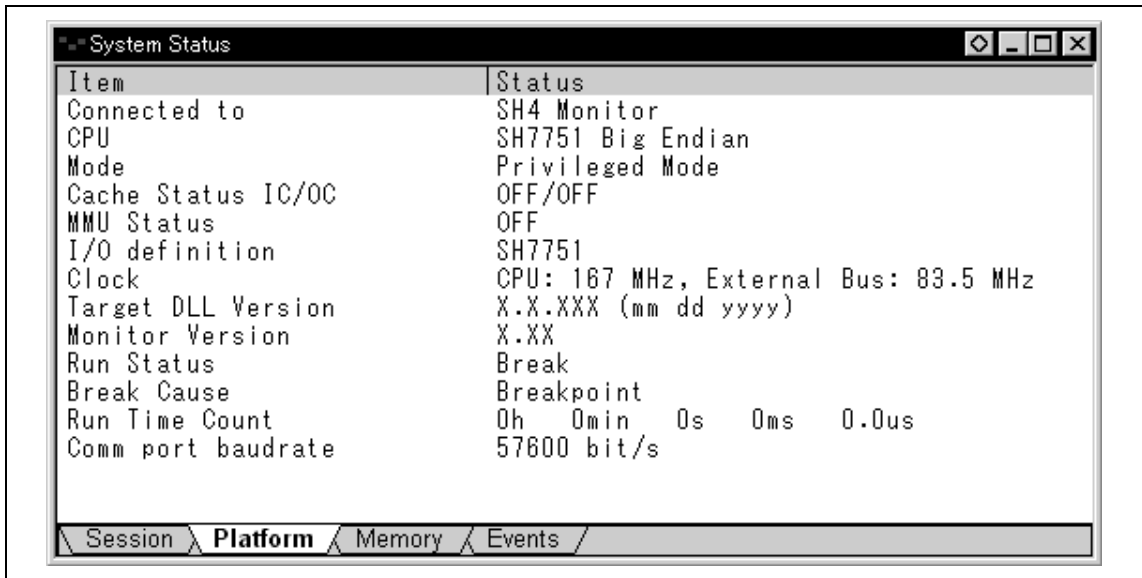 System Status
Item Status
Connected to SH4 Monitor
CPU SH7751 Big Endian
Mode Privileged Mode
Cache Status IC/OC OFF/OFF
MMU Status OFF
I/O definition SH7751
Clock CPU: 167 MHz, External Bus: 83.5 MHz
Target DLL Version X.X.XXX (mm dd yyyy)
Monitor Version X.XX
Run Status Break
Break Cause Breakpoint
Run Time Count 0h 0min 0s 0ms 0.0us
Comm port baudrate 57600 bit/s
Session Platform Memory Events